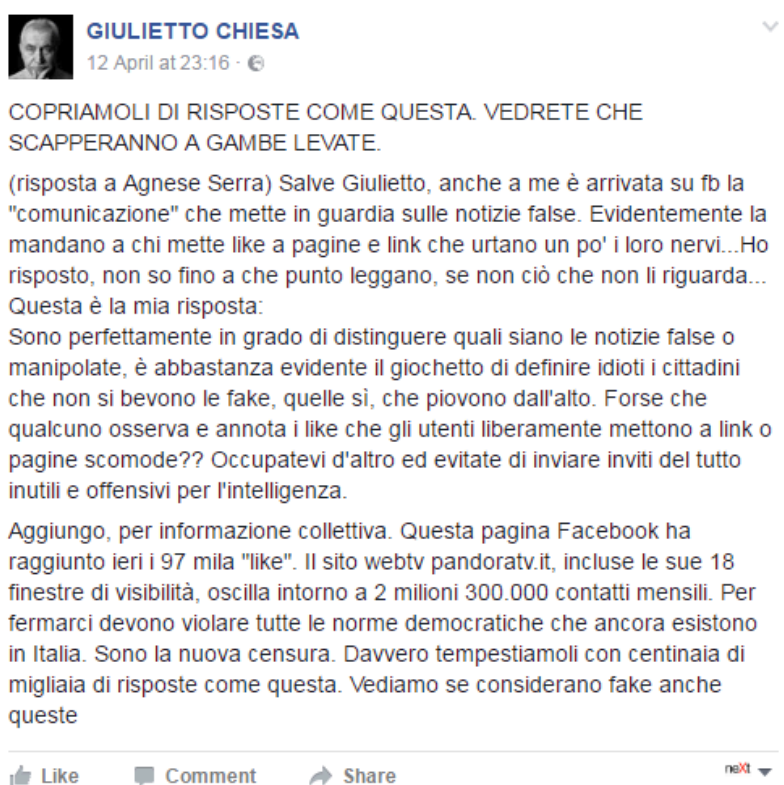 GIULIETTO CHIESA
12 April at 23:16 ·
COPRIAMOLI DI RISPOSTE COME QUESTA. VEDRETE CHE
SCAPPERANNO A GAMBE LEVATE.
(risposta a Agnese Serra) Salve Giulietto, anche a me è arrivata su fb la
"comunicazione" che mette in guardia sulle notizie false. Evidentemente la
mandano a chi mette like a pagine e link che urtano un po' i loro nervi...Ho
risposto, non so fino a che punto leggano, se non ciò che non li riguarda...
Questa è la mia risposta:
Sono perfettamente in grado di distinguere quali siano le notizie false o
manipolate, è abbastanza evidente il giochetto di definire idioti i cittadini
che non si bevono le fake, quelle sì, che piovono dall'alto. Forse che
qualcuno osserva e annota i like che gli utenti liberamente mettono a link o
pagine scomode?? Occupatevi d'altro ed evitate di inviare inviti del tutto
inutili e offensivi per l'intelligenza.
Aggiungo, per informazione collettiva. Questa pagina Facebook ha
raggiunto ieri i 97 mila "like". Il sito webtv pandoratv.it, incluse le sue 18
finestre di visibilità, oscilla intorno a 2 milioni 300.000 contatti mensili. Per
fermarci devono violare tutte le norme democratiche che ancora esistono
in Italia. Sono la nuova censura. Davvero tempestiamoli con centinaia di
migliaia di risposte come questa. Vediamo se considerano fake anche
queste
Like Comment Share neXt